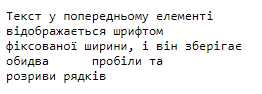 Текст у попередньому елементі
відображається шрифтом
фіксованої ширини, і він зберігає
обидва      пробіли та
розриви рядків